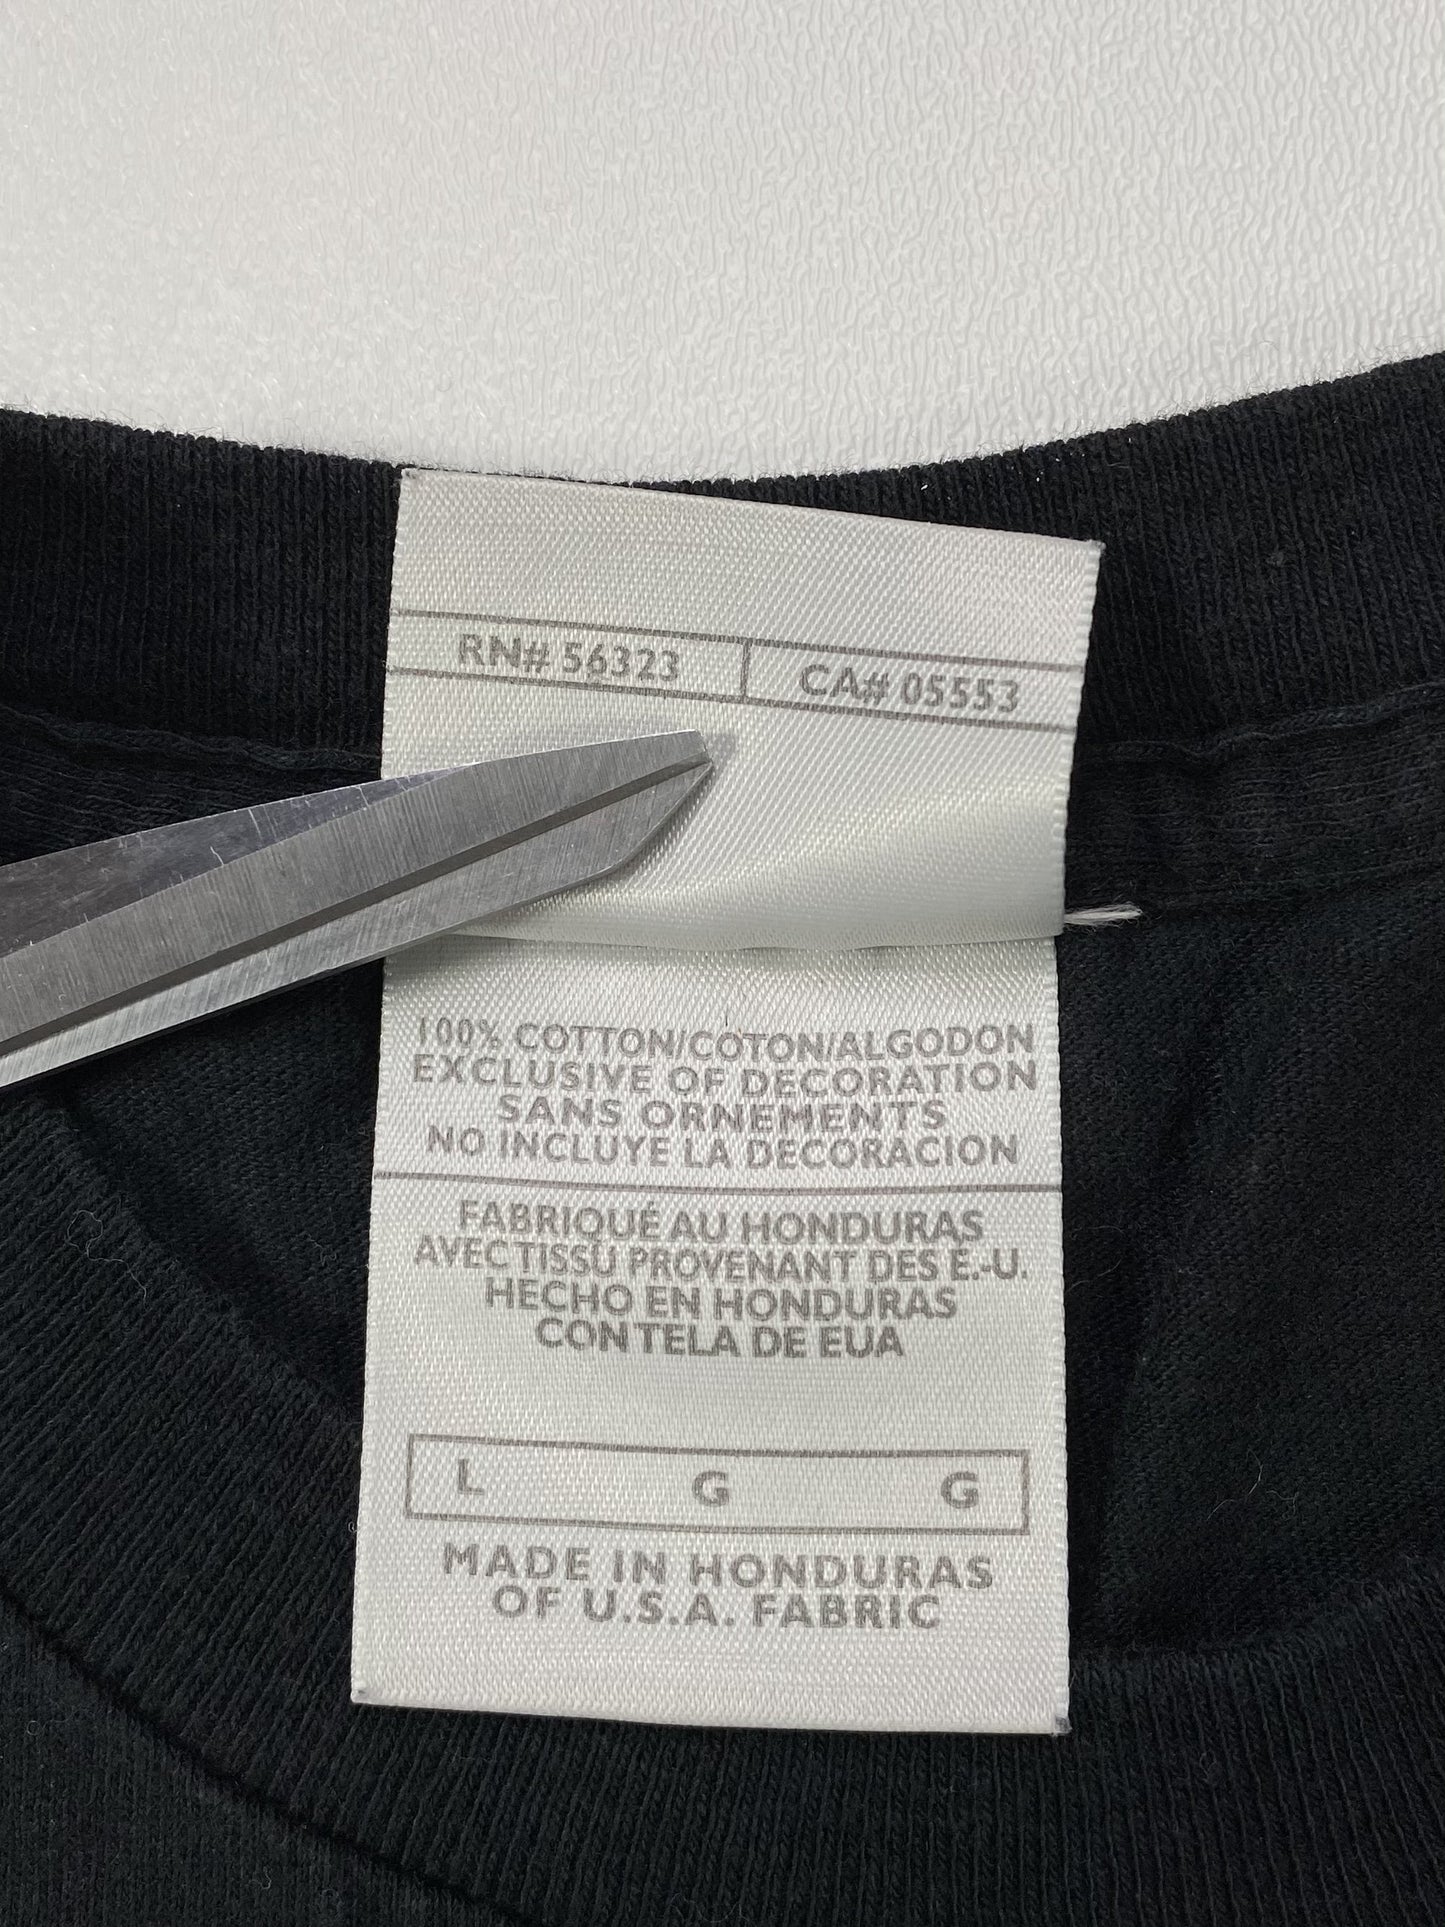 RN# 56323 CA# 05553
100% COTTON/COTON/ALGODON
EXCLUSIVE OF DECORATION
SANS ORNEMENTS
NO INCLUYE LA DECORACION
FABRIQUÉ AU HONDURAS
AVEC TISSU PROVENANT DES É.-U.
HECHO EN HONDURAS
CON TELA DE EUA
L G G
MADE IN HONDURAS
OF U.S.A. FABRIC